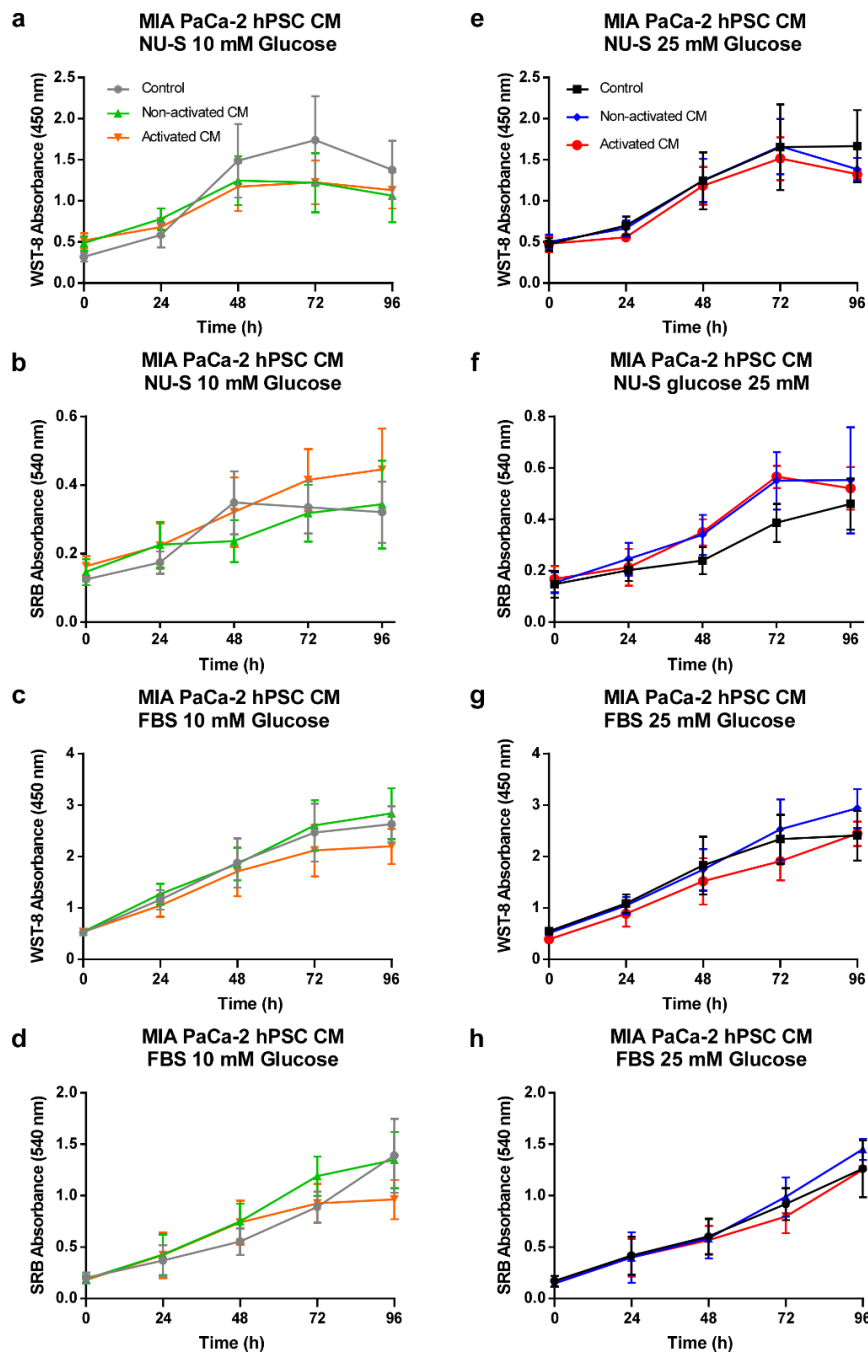 a
MIA PaCa-2 hPSC CM
NU-S 10 mM Glucose
WST-8 Absorbance (450 nm)
2.5
2.0
1.5
1.0
0.5
0.0
Control
Non-activated CM
Activated CM
0 24 48 72 96
Time (h)
e
MIA PaCa-2 hPSC CM
NU-S 25 mM Glucose
WST-8 Absorbance (450 nm)
2.5
2.0
1.5
1.0
0.5
0.0
Control
Non-activated CM
Activated CM
0 24 48 72 96
Time (h)
b
MIA PaCa-2 hPSC CM
NU-S 10 mM Glucose
SRB Absorbance (540 nm)
0.6
0.4
0.2
0.0
0 24 48 72 96
Time (h)
f
MIA PaCa-2 hPSC CM
NU-S glucose 25 mM
SRB Absorbance (540 nm)
0.8
0.6
0.4
0.2
0.0
0 24 48 72 96
Time (h)
c
MIA PaCa-2 hPSC CM
FBS 10 mM Glucose
WST-8 Absorbance (450 nm)
4
3
2
1
0
0 24 48 72 96
Time (h)
g
MIA PaCa-2 hPSC CM
FBS 25 mM Glucose
WST-8 Absorbance (450 nm)
4
3
2
1
0
0 24 48 72 96
Time (h)
d
MIA PaCa-2 hPSC CM
FBS 10 mM Glucose
SRB Absorbance (540 nm)
2.0
1.5
1.0
0.5
0.0
0 24 48 72 96
Time (h)
h
MIA PaCa-2 hPSC CM
FBS 25 mM Glucose
SRB Absorbance (540 nm)
2.0
1.5
1.0
0.5
0.0
0 24 48 72 96
Time (h)